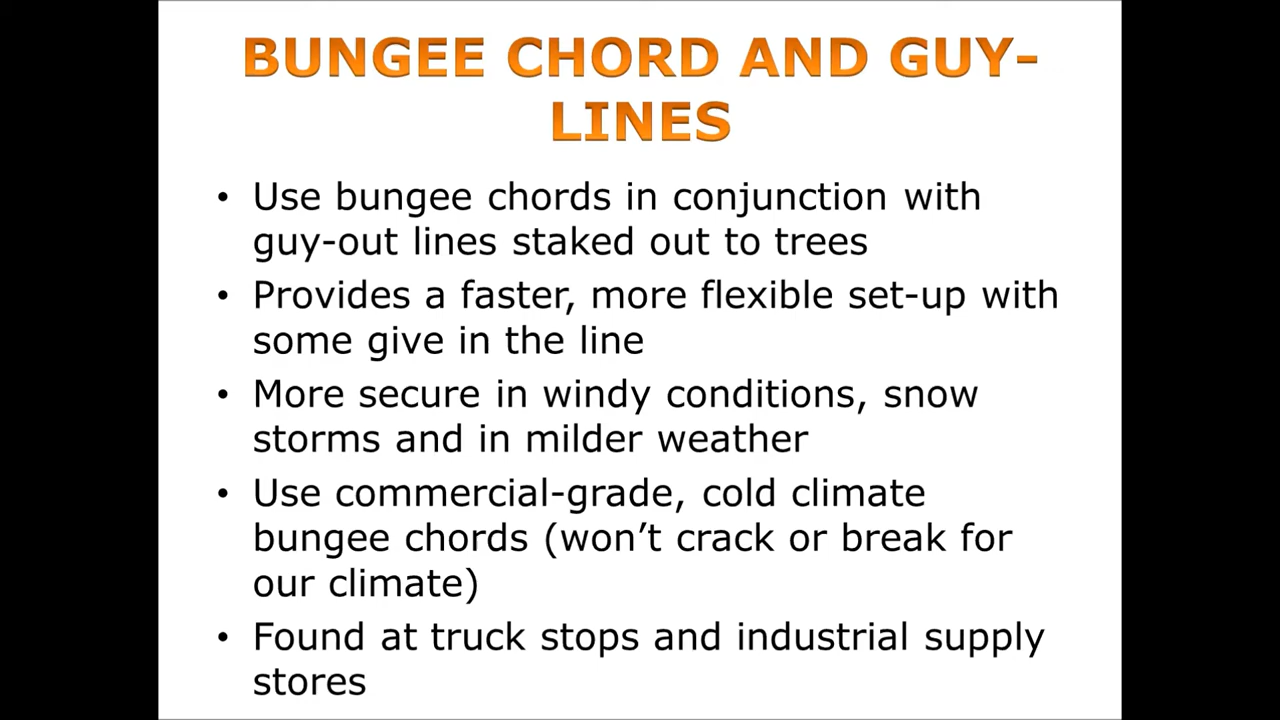 BUNGEE CHORD AND GUY-
LINES
• Use bungee chords in conjunction with
guy-out lines staked out to trees
• Provides a faster, more flexible set-up with
some give in the line
• More secure in windy conditions, snow
storms and in milder weather
• Use commercial-grade, cold climate
bungee chords (won’t crack or break for
our climate)
• Found at truck stops and industrial supply
stores